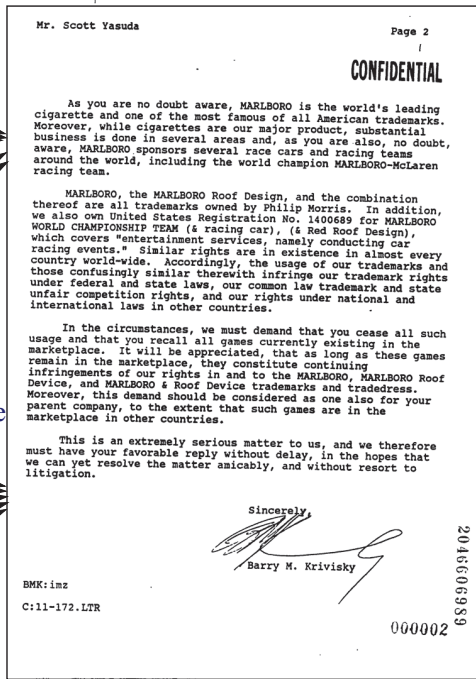 Mr. Scott Yasuda
Page 2
CONFIDENTIAL
As you are no doubt aware, MARLBORO is the world's leading
cigarette and one of the most famous of all American trademarks.
Moreover, while cigarettes are our major product, substantial
business is done in several areas and, as you are also, no doubt,
aware, MARLBORO sponsors several race cars and racing teams
around the world, including the world champion MARLBORO-McLaren
racing team.
MARLBORO, the MARLBORO Roof Design, and the combination
thereof are all trademarks owned by Philip Morris. In addition,
we also own United States Registration No. 1400689 for MARLBORO
WORLD CHAMPIONSHIP TEAM (& racing car), (& Red Roof Design),
which covers "entertainment services, namely conducting car
racing events." Similar rights are in existence in almost every
country world-wide. Accordingly, the usage of our trademarks and
those confusingly similar therewith infringe our trademark rights
under federal and state laws, our common law trademark and state
unfair competition rights, and our rights under national and
international laws in other countries.
In the circumstances, we must demand that you cease all such
usage and that you recall all games currently existing in the
marketplace. It will be appreciated, that as long as these games
remain in the marketplace, they constitute continuing
infringements of our rights in and to the MARLBORO, MARLBORO Roof
Device, and MARLBORO & Roof Device trademarks and tradedress.
Moreover, this demand should be considered as one also for your
parent company, to the extent that such games are in the
marketplace in other countries.
This is an extremely serious matter to us, and we therefore
must have your favorable reply without delay, in the hopes that
we can yet resolve the matter amicably, and without resort to
litigation.
Sincerely,
Barry M. Krivisky
BMK:imz
C:11-172.LTR
2046606989
000002